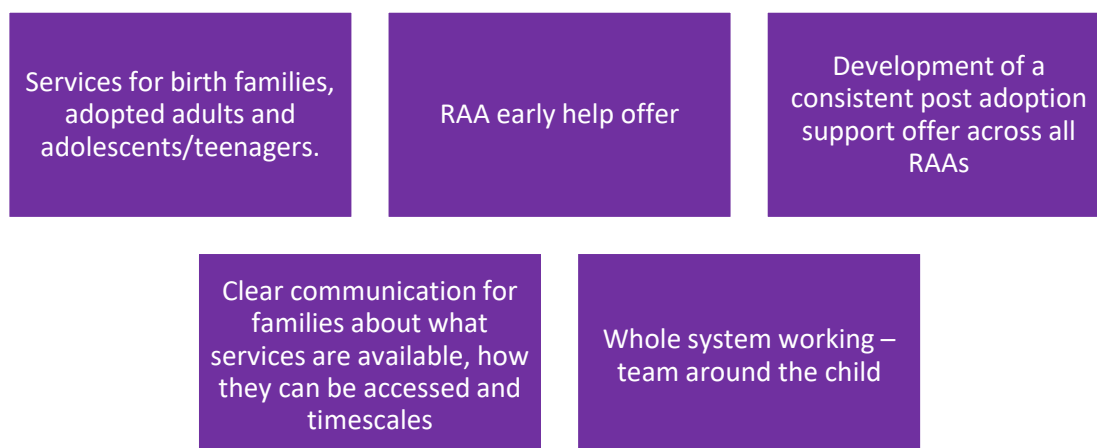 Services for birth families,
adopted adults and
adolescents/teenagers.
RAA early help offer
Development of a
consistent post adoption
support offer across all
RAAs
Clear communication for
families about what
services are available, how
they can be accessed and
timescales
Whole system working –
team around the child